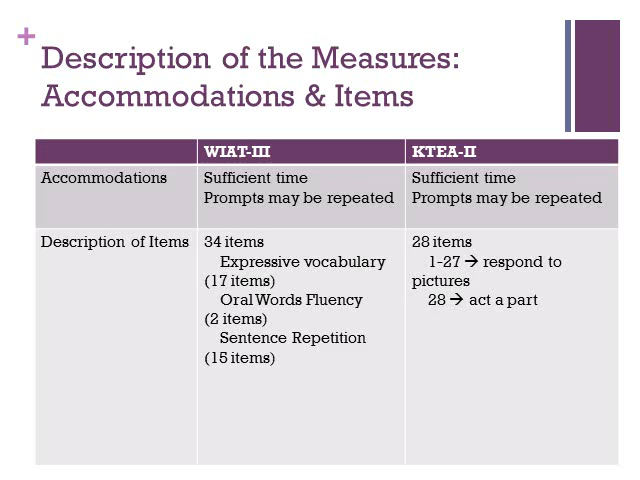 +
Description of the Measures:
Accommodations & Items
WIAT-III
KTEA-II
Accommodations
Sufficient time
Prompts may be repeated
Sufficient time
Prompts may be repeated
Description of Items
34 items
Expressive vocabulary
(17 items)
Oral Words Fluency
(2 items)
Sentence Repetition
(15 items)
28 items
1-27 → respond to
pictures
28 → act a part